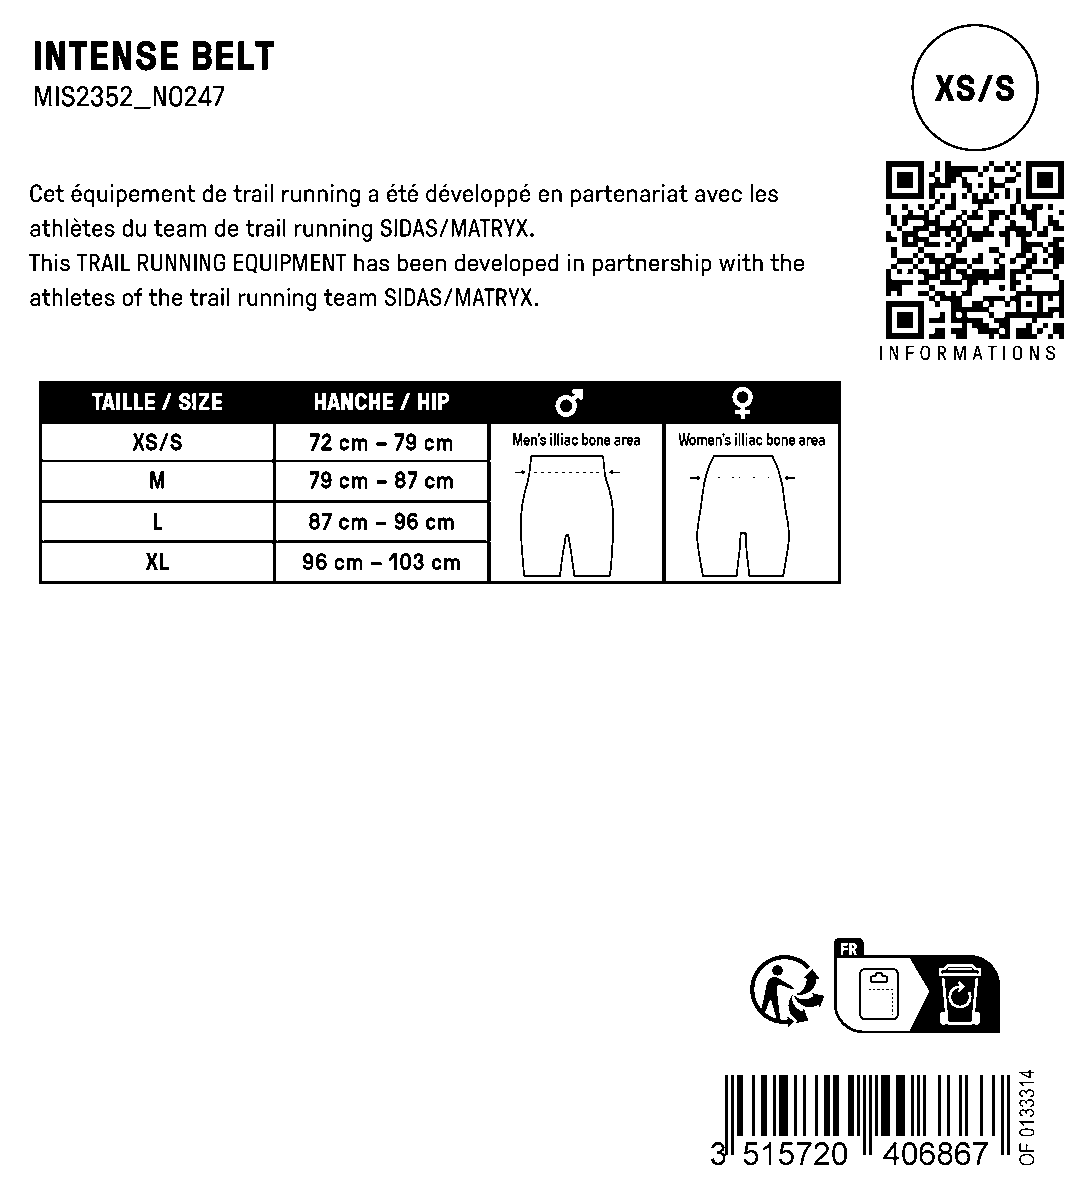 INTENSE BELT
MIS2352_N0247
XS/S
Cet équipement de trail running a été développé en partenariat avec les
athlètes du team de trail running SIDAS/MATRYX.
This TRAIL RUNNING EQUIPMENT has been developed in partnership with the
athletes of the trail running team SIDAS/MATRYX.
INFORMATIONS
TAILLE / SIZE HANCHE / HIP
XS/S 72 cm – 79 cm Men's illiac bone area Women's illiac bone area
M 79 cm – 87 cm
L 87 cm – 96 cm
XL 96 cm – 103 cm
FR
3 515720 406867
OF 0133314